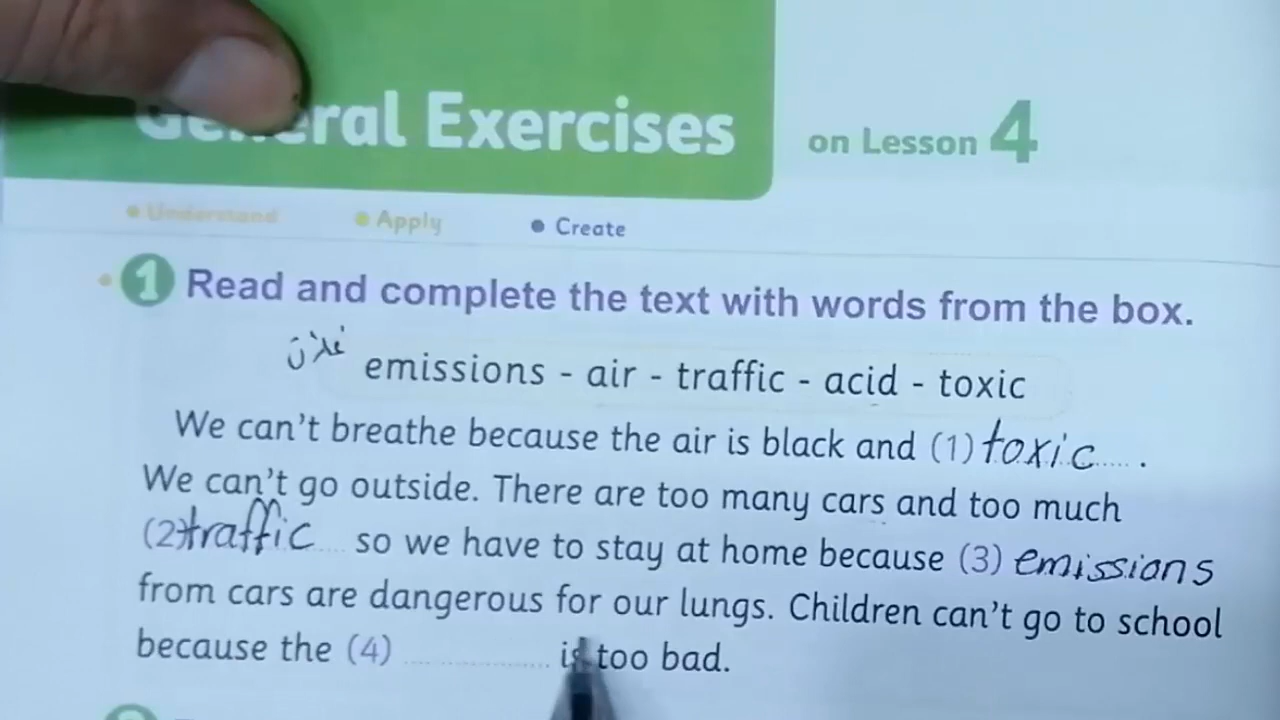 General Exercises on Lesson 4
Understand Apply Create
1 Read and complete the text with words from the box.
emissions - air - traffic - acid - toxic
We can't breathe because the air is black and (1) toxic .
We can't go outside. There are too many cars and too much
(2) traffic so we have to stay at home because (3) emissions
from cars are dangerous for our lungs. Children can't go to school
because the (4) ............ is too bad.